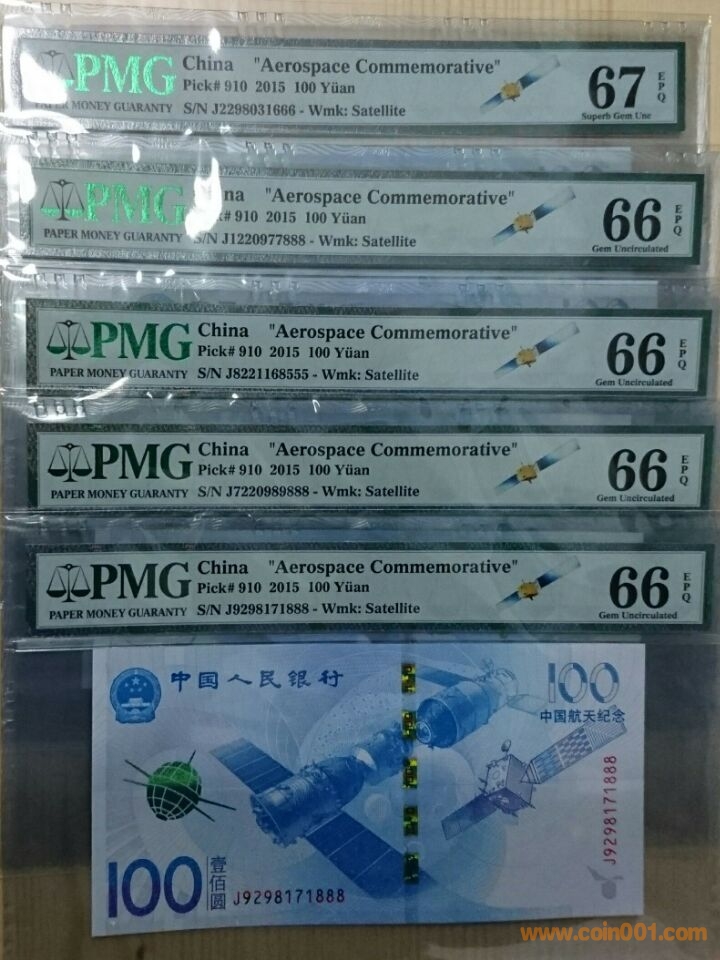 PMG
PAPER MONEY GUARANTY
China "Aerospace Commemorative"
Pick# 910 2015 100 Yüan
S/N J2298031666 - Wmk: Satellite
67 EPQ
Superb Gem Unc
PMG
PAPER MONEY GUARANTY
na "Aerospace Commemorative"
# 910 2015 100 Yüan
S/N J1220977888 - Wmk: Satellite
66 EPQ
Gem Uncirculated
PMG
PAPER MONEY GUARANTY
China "Aerospace Commemorative"
Pick# 910 2015 100 Yüan
S/N J8221168555 - Wmk: Satellite
66 EPQ
Gem Uncirculated
PMG
PAPER MONEY GUARANTY
China "Aerospace Commemorative"
Pick# 910 2015 100 Yüan
S/N J7220989888 - Wmk: Satellite
66 EPQ
Gem Uncirculated
PMG
PAPER MONEY GUARANTY
China "Aerospace Commemorative"
Pick# 910 2015 100 Yüan
S/N J9298171888 - Wmk: Satellite
66 EPQ
Gem Uncirculated
中国人民银行
100
中国航天纪念
J9298171888
100
壹佰圆
J9298171888
www.coin001.com